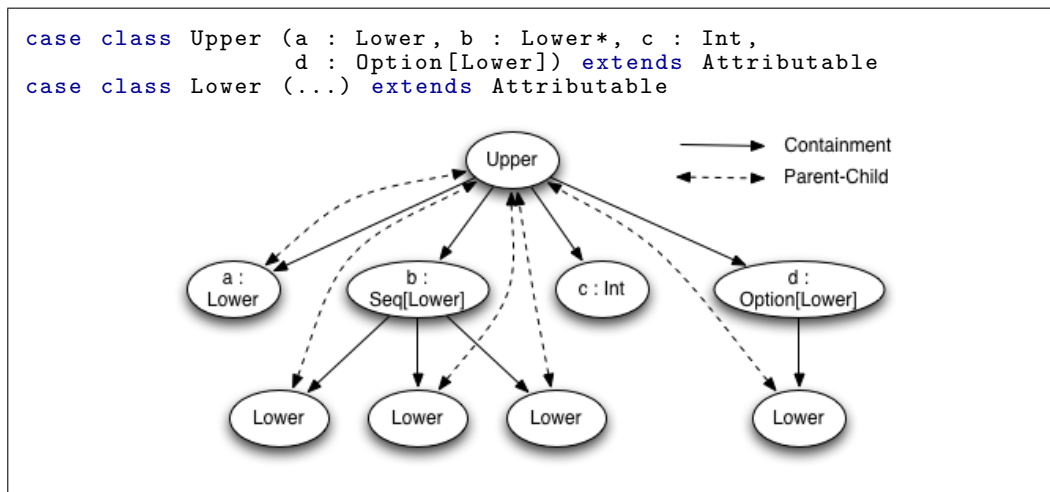 case class Upper (a : Lower, b : Lower*, c : Int,
d : Option[Lower]) extends Attributable
case class Lower (...) extends Attributable
Upper
Containment
Parent-Child
a :
Lower
b :
Seq[Lower]
c : Int
d :
Option[Lower]
Lower
Lower
Lower
Lower